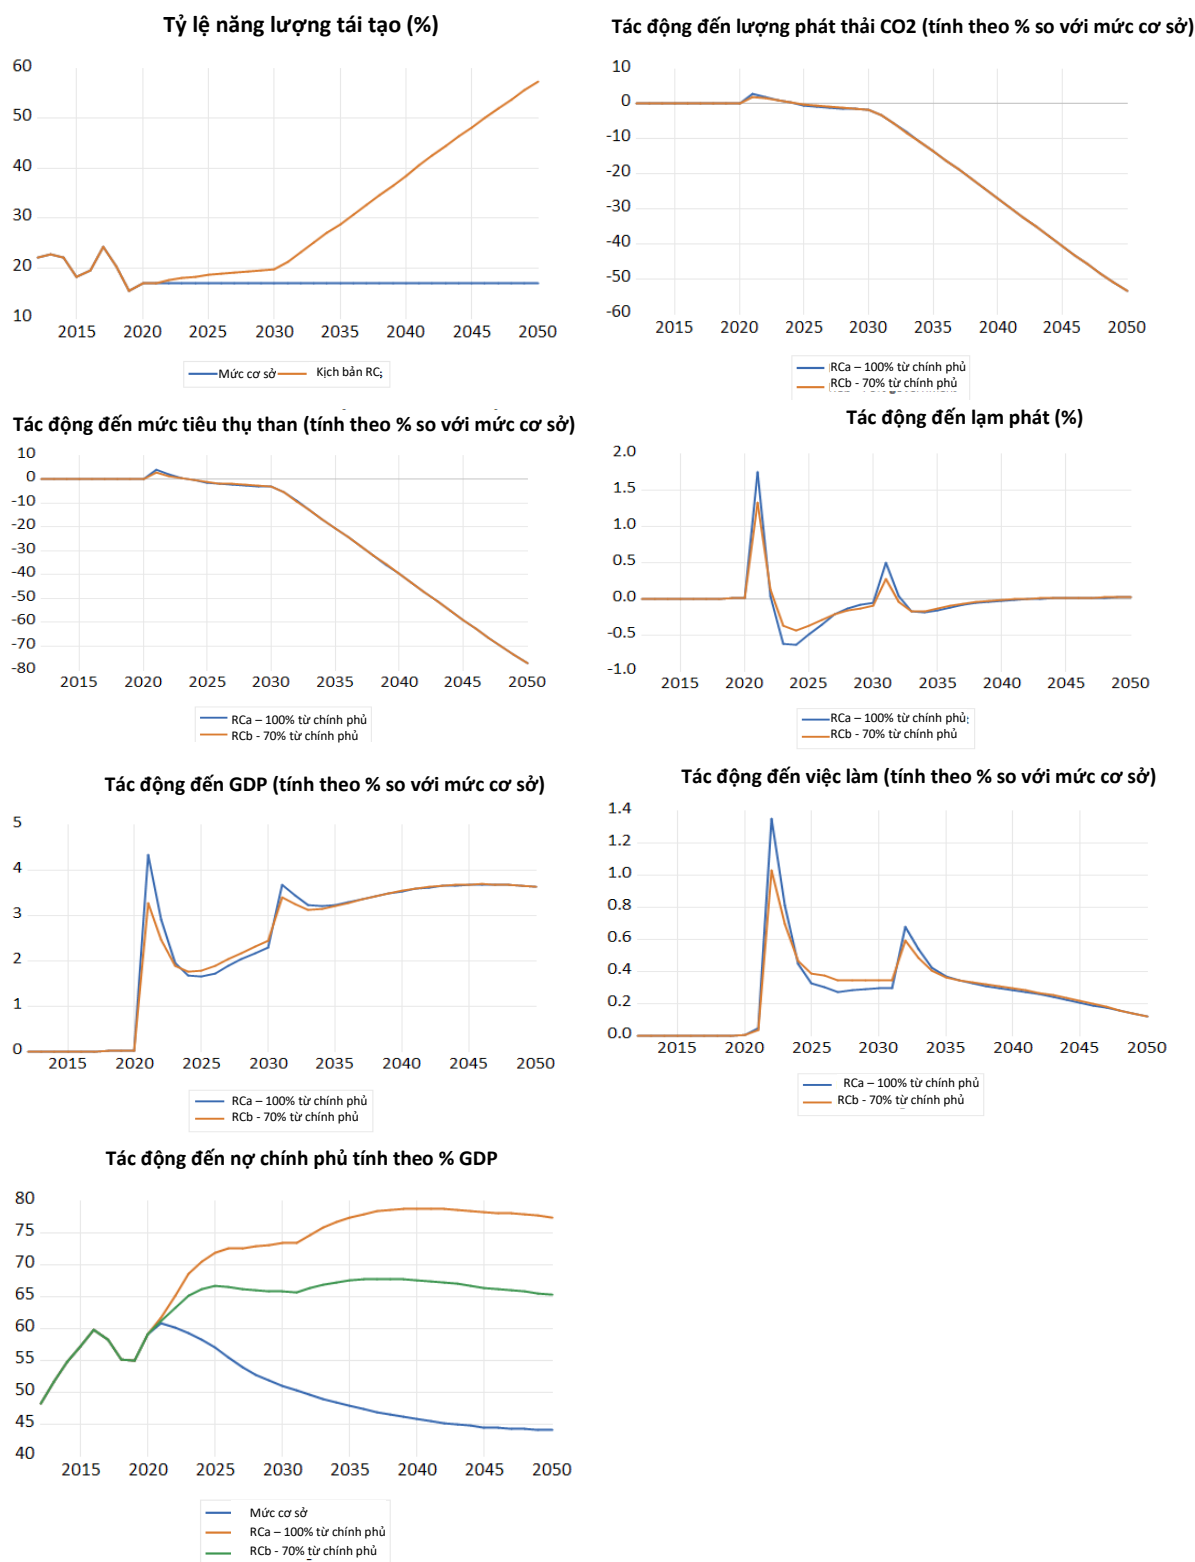 Tỷ lệ năng lượng tái tạo (%)
60
50
40
30
20
10
2015 2020 2025 2030 2035 2040 2045 2050
Mức cơ sở Kịch bản RC
Tác động đến lượng phát thải CO2 (tính theo % so với mức cơ sở)
10
0
-10
-20
-30
-40
-50
-60
2015 2020 2025 2030 2035 2040 2045 2050
RCa – 100% từ chính phủ
RCb - 70% từ chính phủ
Tác động đến mức tiêu thụ than (tính theo % so với mức cơ sở)
10
0
-10
-20
-30
-40
-50
-60
-70
-80
2015 2020 2025 2030 2035 2040 2045 2050
RCa – 100% từ chính phủ
RCb - 70% từ chính phủ
Tác động đến lạm phát (%)
2.0
1.5
1.0
0.5
0.0
-0.5
-1.0
2015 2020 2025 2030 2035 2040 2045 2050
RCa – 100% từ chính phủ
RCb - 70% từ chính phủ
Tác động đến GDP (tính theo % so với mức cơ sở)
5
4
3
2
1
0
2015 2020 2025 2030 2035 2040 2045 2050
RCa – 100% từ chính phủ
RCb - 70% từ chính phủ
Tác động đến việc làm (tính theo % so với mức cơ sở)
1.4
1.2
1.0
0.8
0.6
0.4
0.2
0.0
2015 2020 2025 2030 2035 2040 2045 2050
RCa – 100% từ chính phủ
RCb - 70% từ chính phủ
Tác động đến nợ chính phủ tính theo % GDP
80
75
70
65
60
55
50
45
40
2015 2020 2025 2030 2035 2040 2045 2050
Mức cơ sở
RCa – 100% từ chính phủ
RCb - 70% từ chính phủ